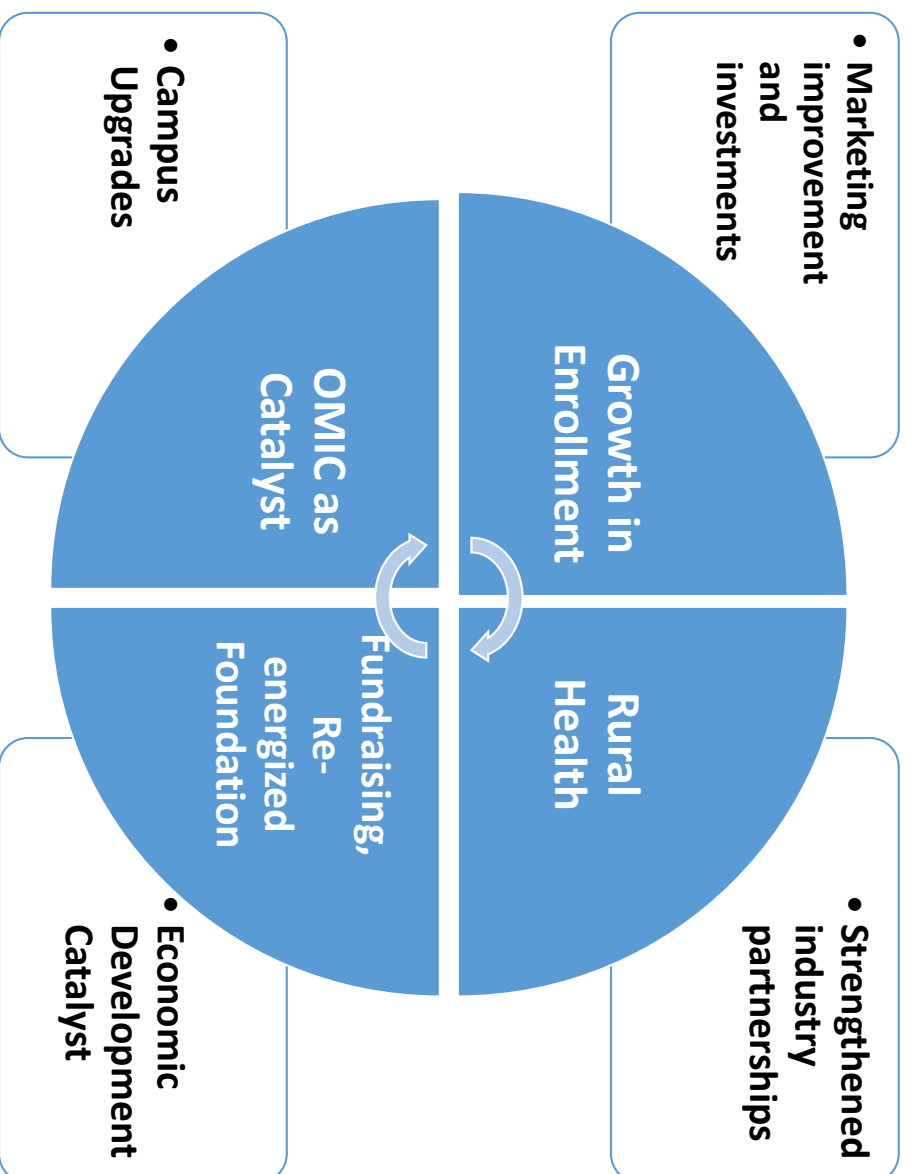 • Marketing
improvement
and
investments
• Strengthened
industry
partnerships
Growth in
Enrollment
Rural
Health
OMIC as
Catalyst
Fundraising,
Re-
energized
Foundation
• Campus
Upgrades
• Economic
Development
Catalyst